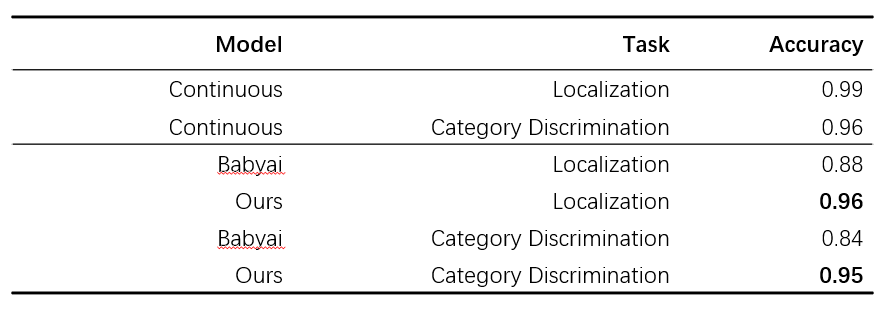 Model Task Accuracy
Continuous Localization 0.99
Continuous Category Discrimination 0.96
Babyai Localization 0.88
Ours Localization 0.96
Babyai Category Discrimination 0.84
Ours Category Discrimination 0.95